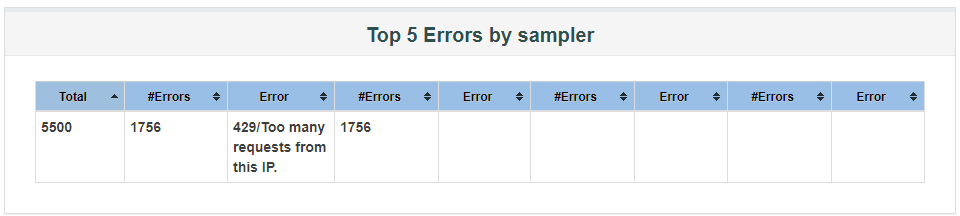 Top 5 Errors by sampler
Total #Errors Error #Errors Error #Errors Error #Errors Error
5500 1756 429/Too many requests from this IP. 1756